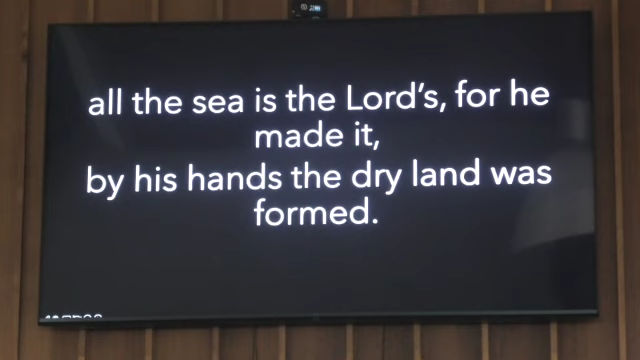 all the sea is the Lord's, for he
made it,
by his hands the dry land was
formed.